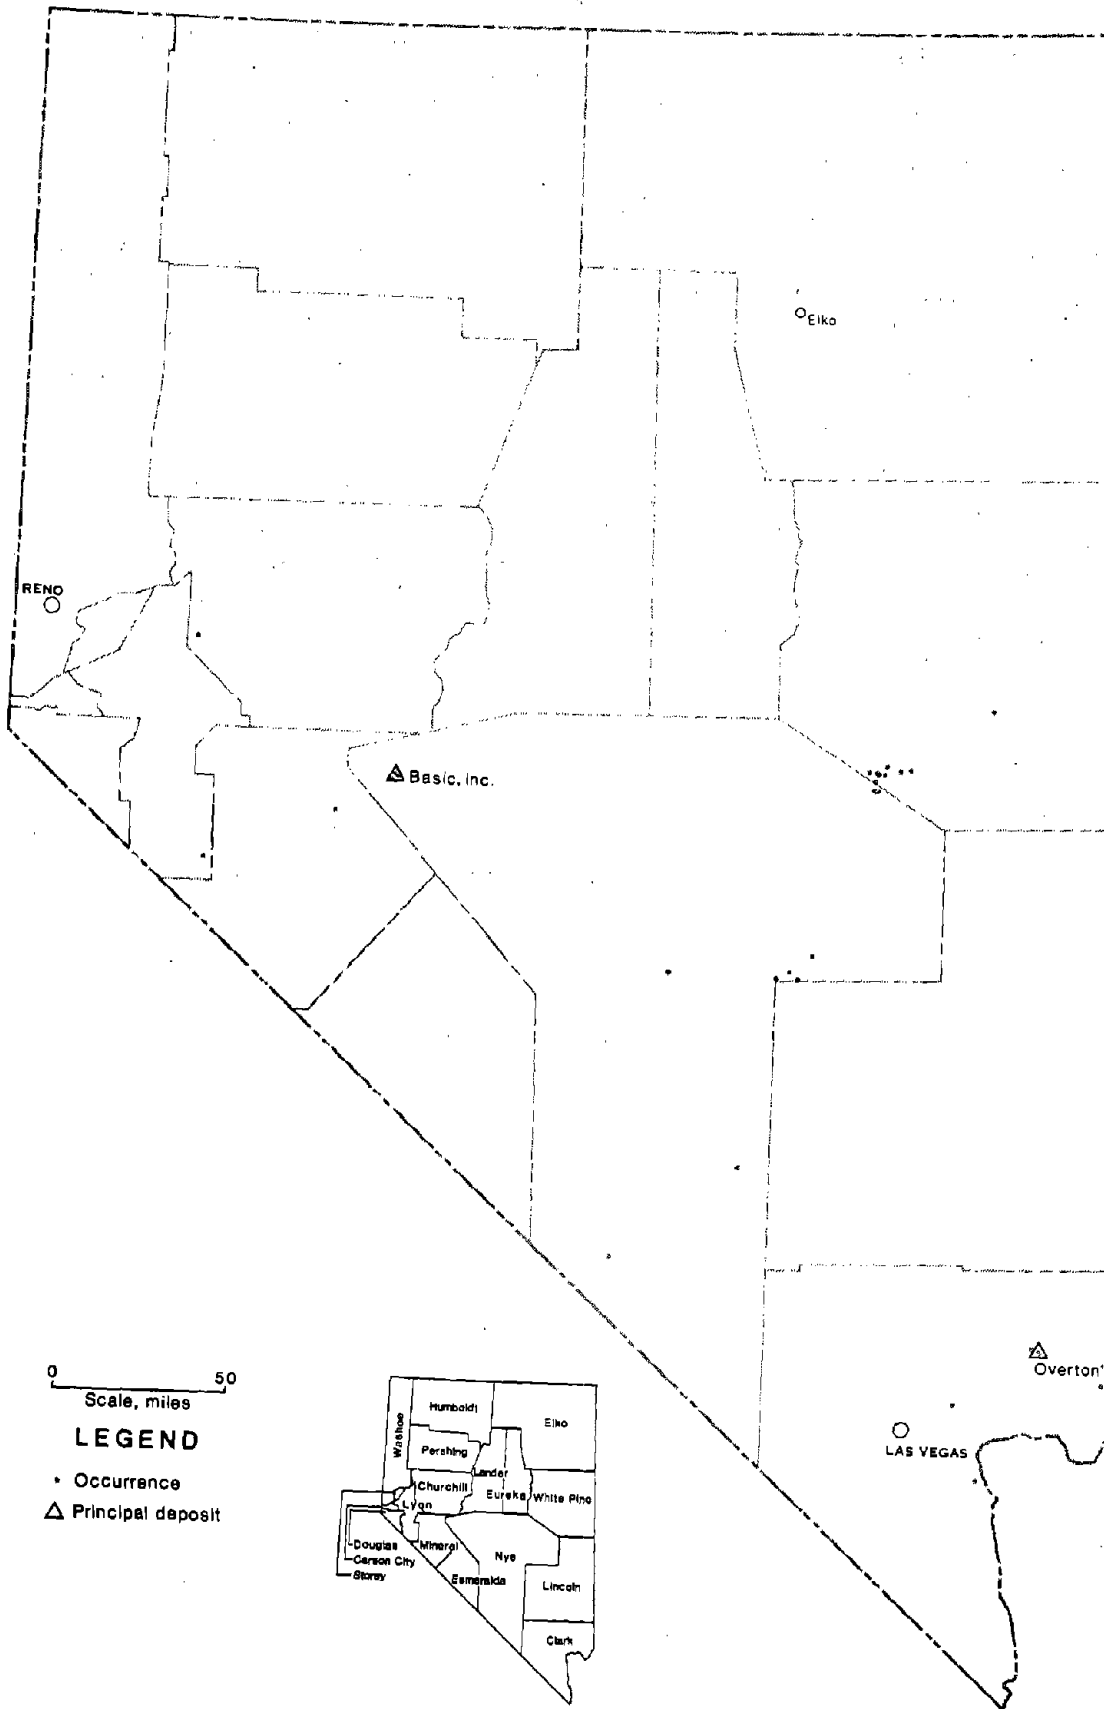 Elko
RENO
Basic, Inc.
Overton
LAS VEGAS
0 50
Scale, miles
LEGEND
Occurrence
Principal deposit
Humboldt
Elko
Washoe
Pershing
Lander
Churchill
Eureka
White Pine
Lyon
Douglas
Carson City
Storey
Mineral
Nye
Esmeralda
Lincoln
Clark